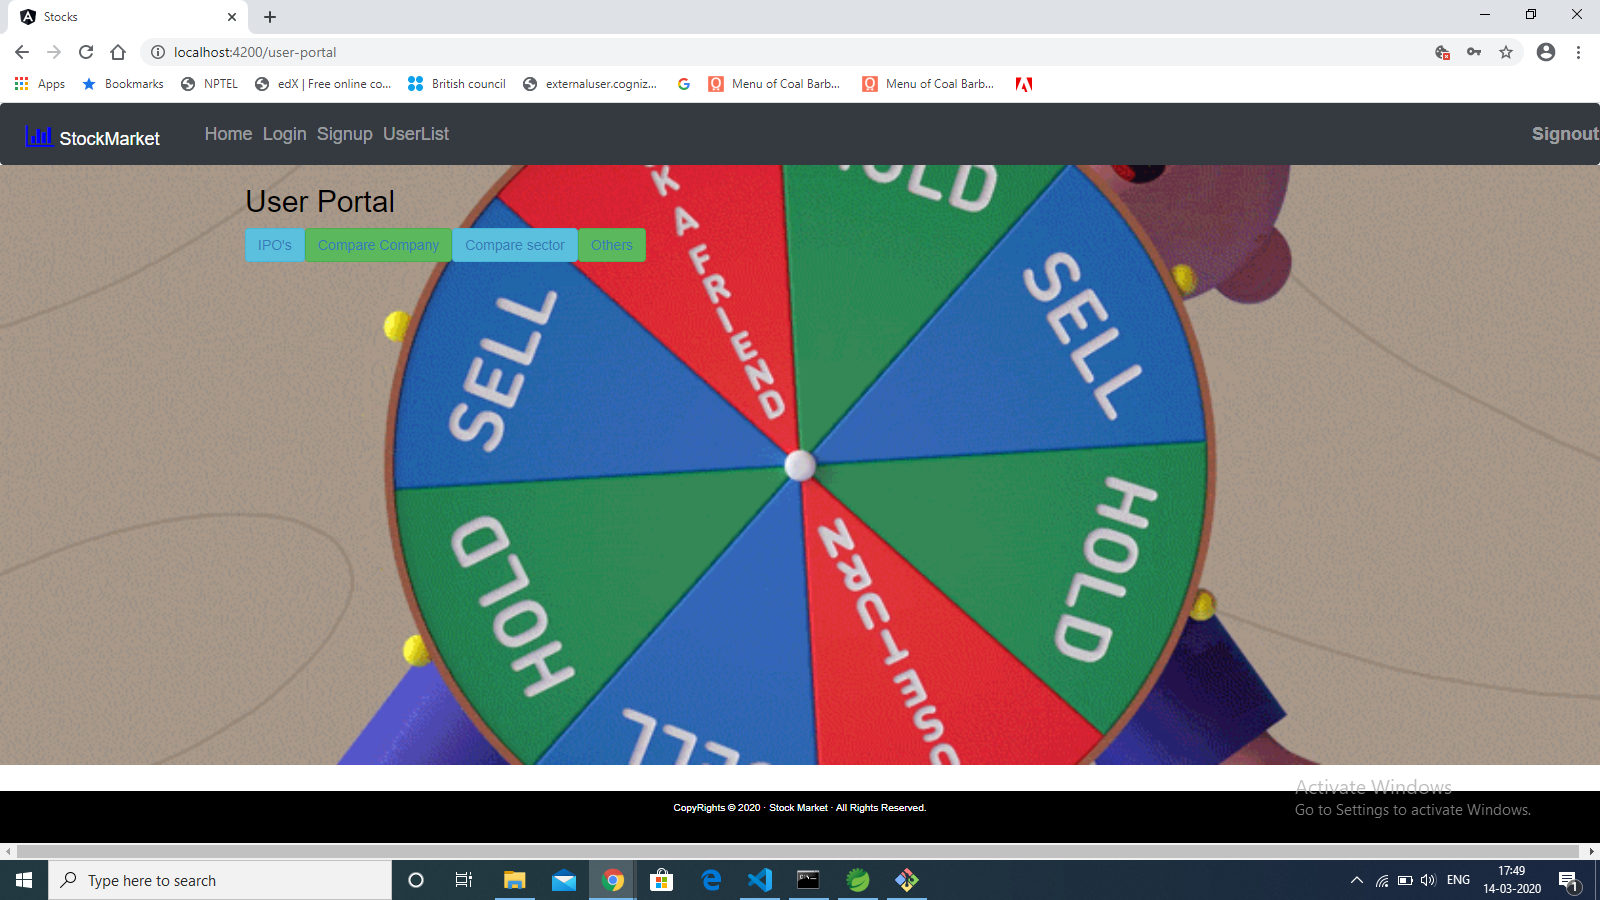 Stocks
localhost:4200/user-portal
Apps
Bookmarks
NPTEL
edX | Free online co...
British council
externaluser.cogniz...
Menu of Coal Barb...
Menu of Coal Barb...
StockMarket
Home Login Signup UserList
Signout
User Portal
IPO's
Compare Company
Compare sector
Others
K A FRIEND
OLD
SELL
SELL
HOLD
HOLD
SELL
CopyRights © 2020 · Stock Market · All Rights Reserved.
Activate Windows
Go to Settings to activate Windows.
Type here to search
ENG
17:49
14-03-2020
1